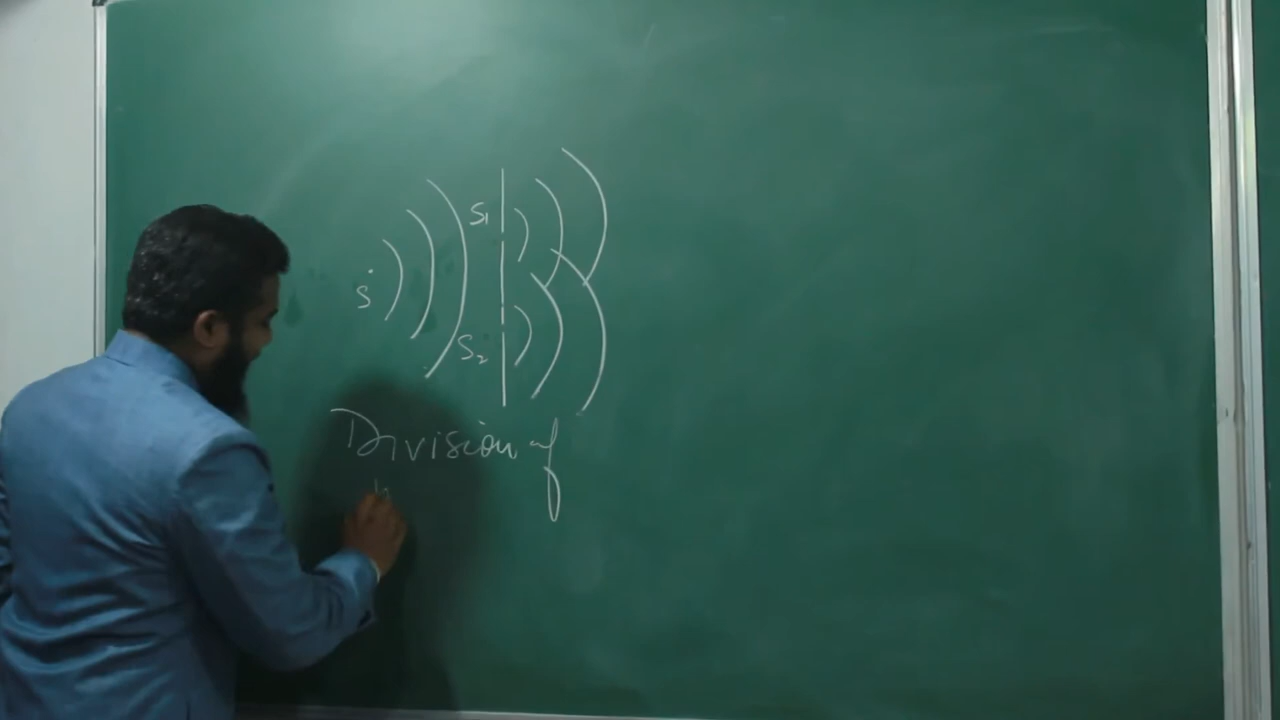 S₁
S
S₂
Division of